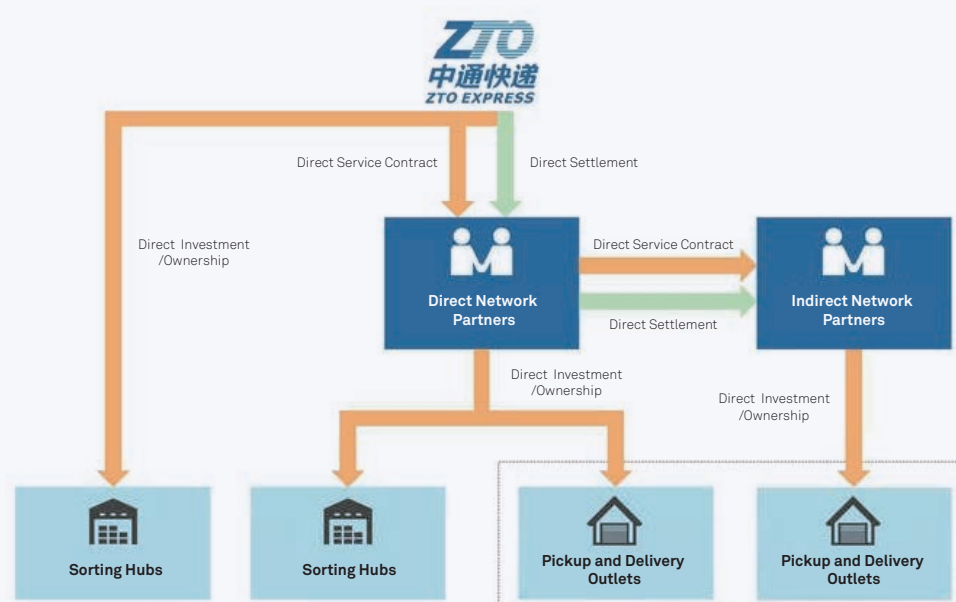 ZTO
中通快递
ZTO EXPRESS
Direct Service Contract
Direct Settlement
Direct Investment
/Ownership
Direct Service Contract
Direct Network
Partners
Indirect Network
Partners
Direct Settlement
Direct Investment
/Ownership
Direct Investment
/Ownership
Sorting Hubs
Sorting Hubs
Pickup and Delivery
Outlets
Pickup and Delivery
Outlets